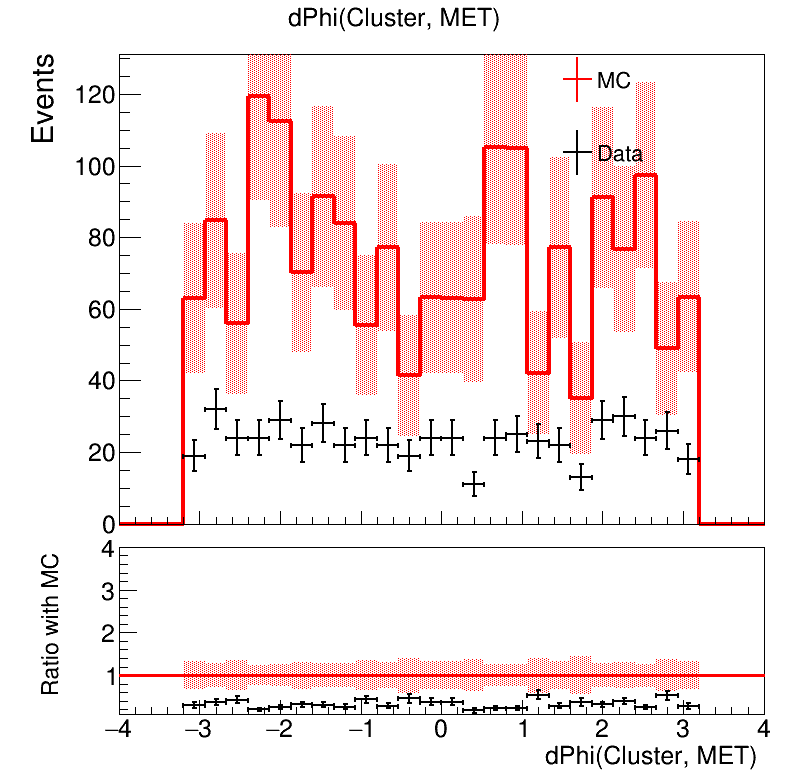 dPhi(Cluster, MET)
Events
120
100
80
60
40
20
0
MC
Data
Ratio with MC
4
3
2
1
−4 −3 −2 −1 0 1 2 3 4
dPhi(Cluster, MET)